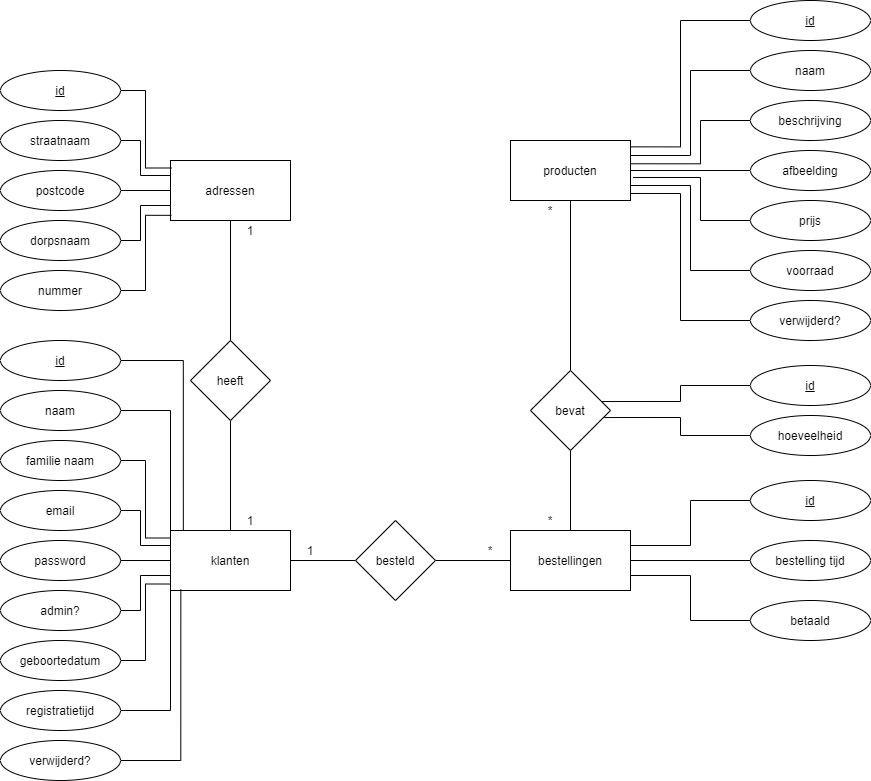 id
straatnaam
postcode
dorpsnaam
nummer
adressen
1
heeft
id
naam
familie naam
email
password
admin?
geboortedatum
registratietijd
verwijderd?
1
klanten
1
besteld
*
bestellingen
*
bevat
*
producten
id
naam
beschrijving
afbeelding
prijs
voorraad
verwijderd?
id
hoeveelheid
id
bestelling tijd
betaald